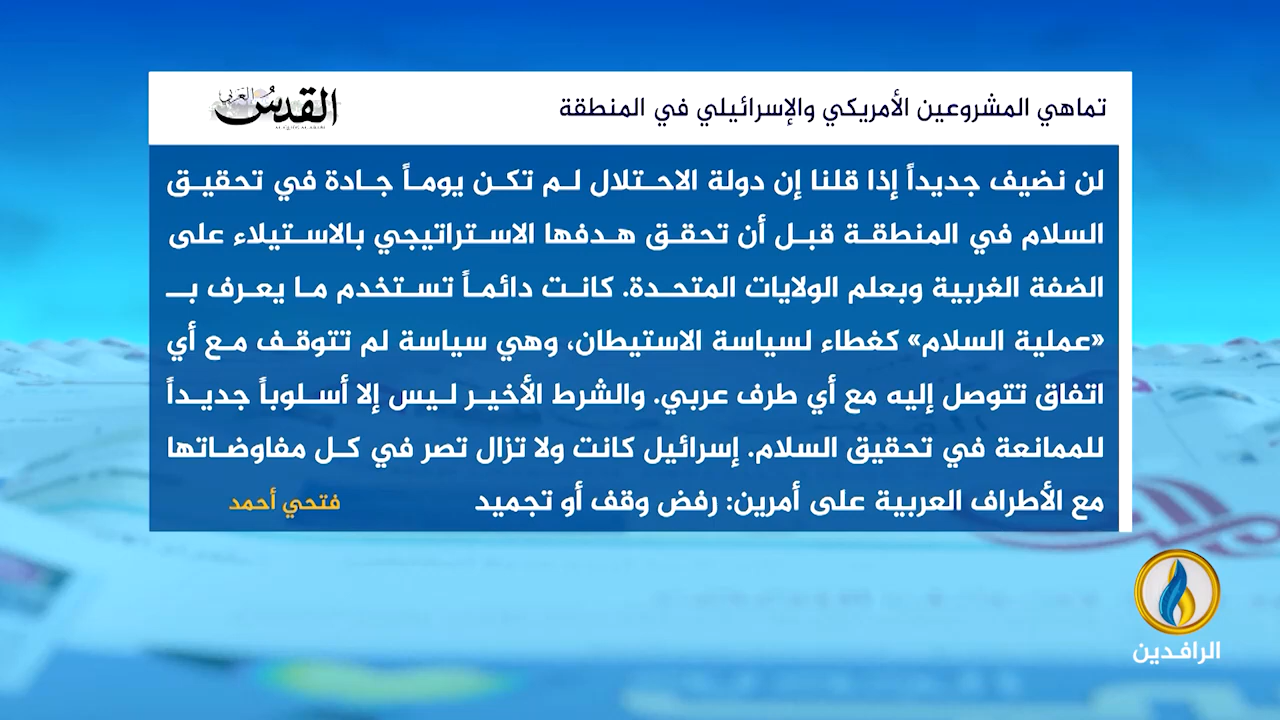 تماهي المشروعين الأمريكي والإسرائيلي في المنطقة
القدس العربي
لن نضيف جديداً إذا قلنا إن دولة الاحتلال لم تكن يوماً جادة في تحقيق
السلام في المنطقة قبل أن تحقق هدفها الاستراتيجي بالاستيلاء على
الضفة الغربية وبعلم الولايات المتحدة. كانت دائماً تستخدم ما يعرف بـ
«عملية السلام» كغطاء لسياسة الاستيطان، وهي سياسة لم تتوقف مع أي
اتفاق تتوصل إليه مع أي طرف عربي. والشرط الأخير ليس إلا أسلوباً جديداً
للممانعة في تحقيق السلام. إسرائيل كانت ولا تزال تصر في كل مفاوضاتها
مع الأطراف العربية على أمرين: رفض وقف أو تجميد
فتحي أحمد
الرافدين